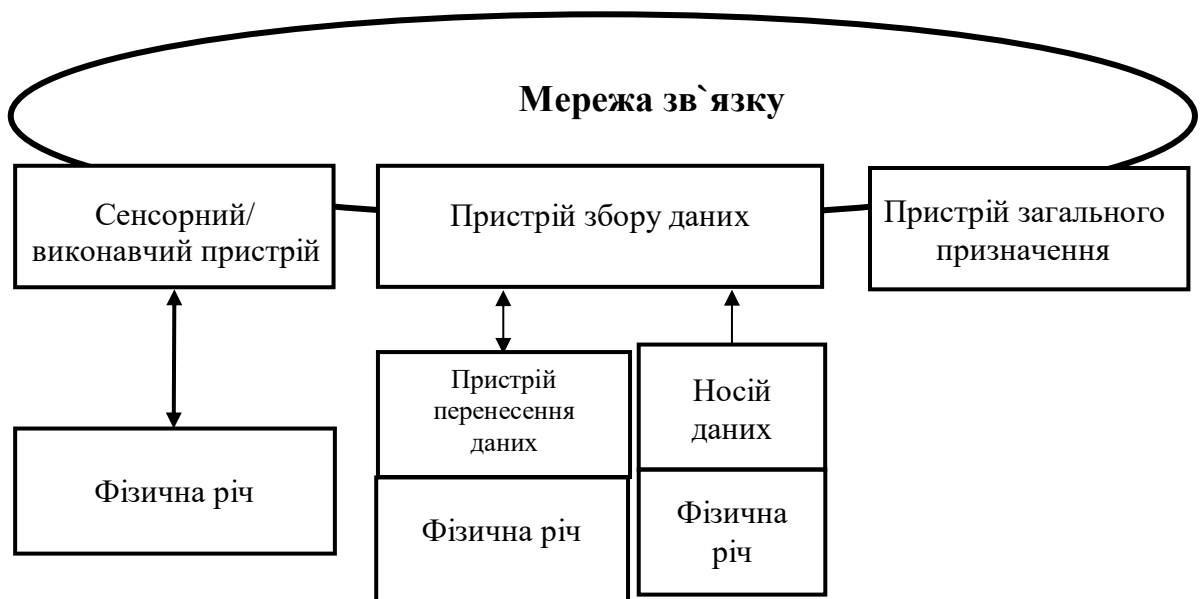 Мережа зв`язку
Сенсорний/
виконавчий пристрій
Пристрій збору даних
Пристрій загального
призначення
Пристрій
перенесення
даних
Носій
даних
Фізична річ
Фізична річ
Фізична
річ